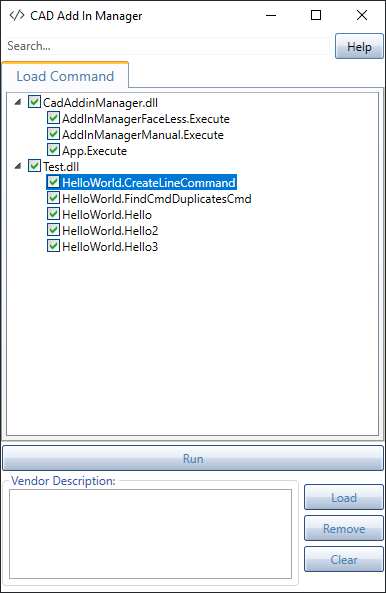 </> CAD Add In Manager
Search...
Help
Load Command
CadAddinManager.dll
AddInManagerFaceLess.Execute
AddInManagerManual.Execute
App.Execute
Test.dll
HelloWorld.CreateLineCommand
HelloWorld.FindCmdDuplicatesCmd
HelloWorld.Hello
HelloWorld.Hello2
HelloWorld.Hello3
Run
Vendor Description:
Load
Remove
Clear